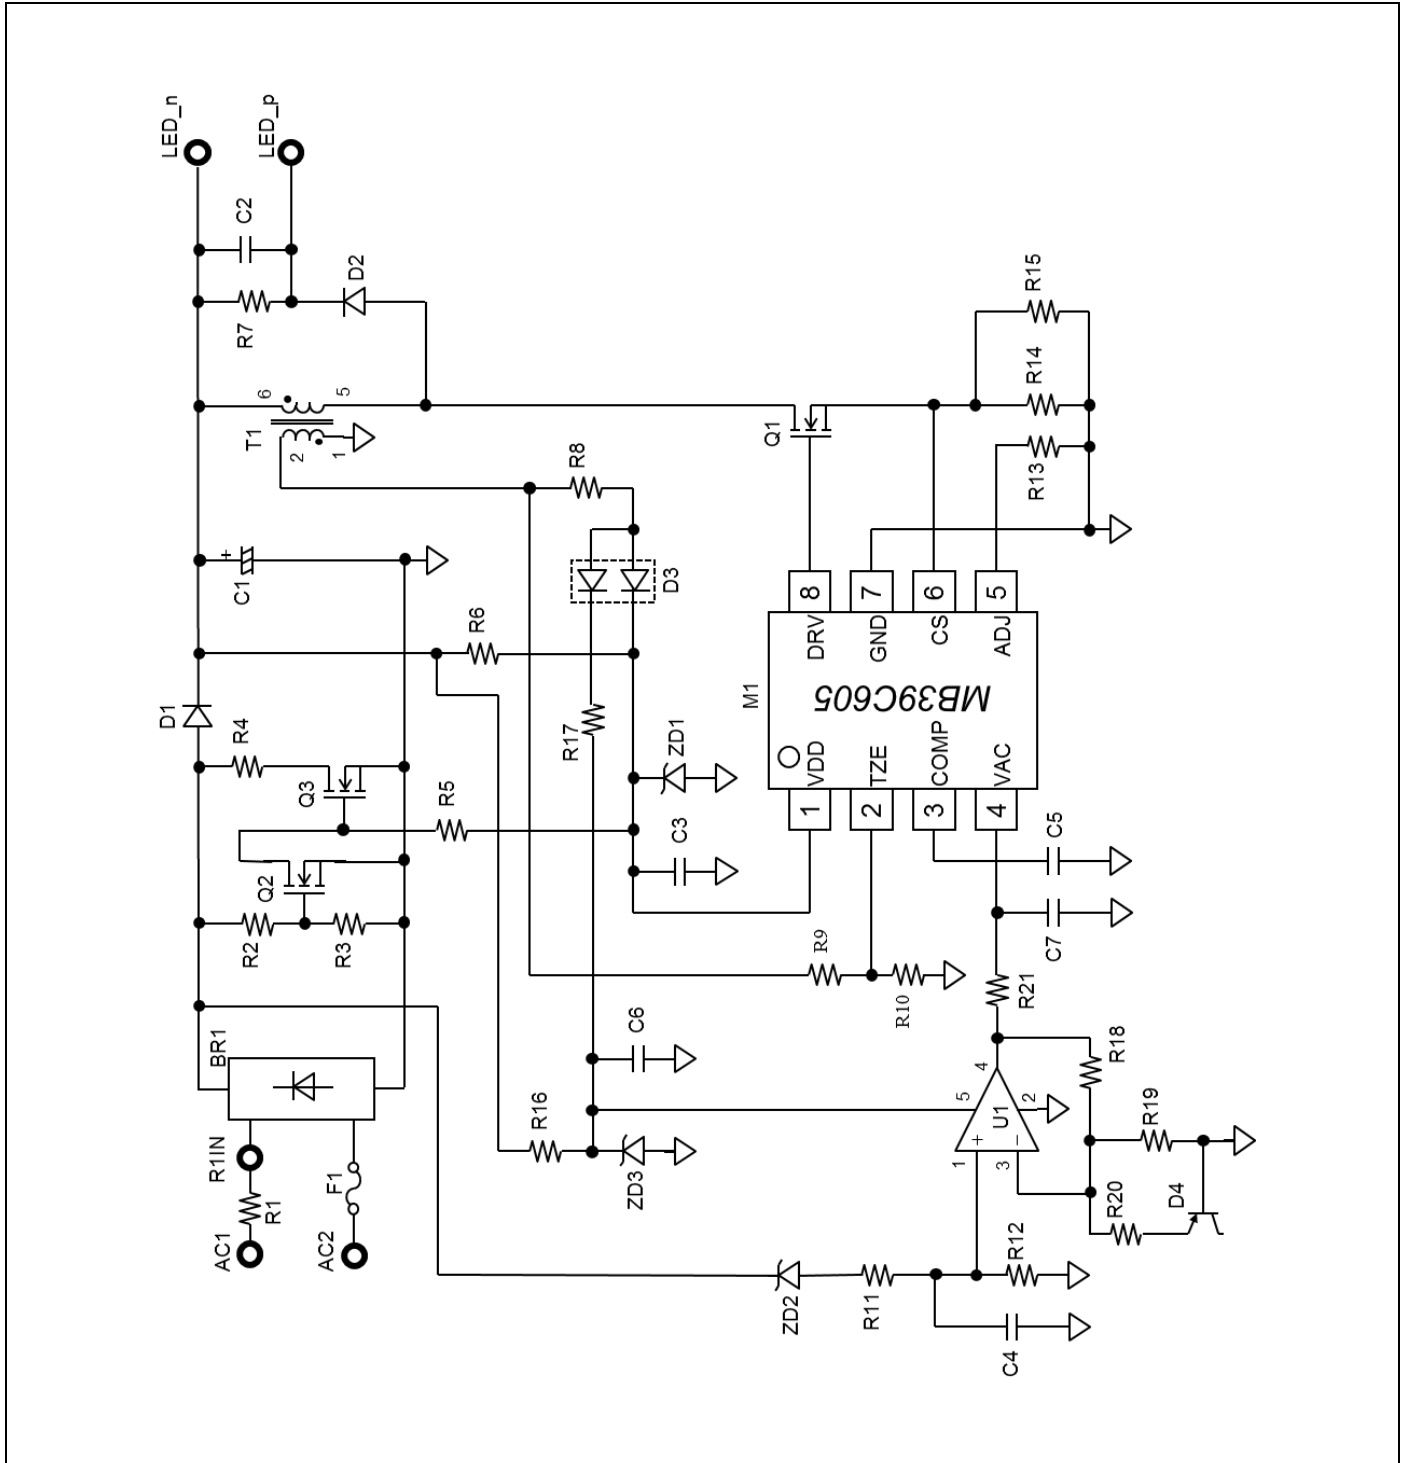 LED_n
LED_p
C2
D2
R7
R15
6
5
R14
T1
2
1
Q1
R8
R13
+
C1
D3
8
7
6
5
R6
DRV
GND
CS
ADJ
D1
R4
R17
ZD1
M1
MB39C605
Q3
R5
VDD
TZE
COMP
VAC
C3
1
2
3
4
C5
Q2
R2
R3
R9
C7
R10
R21
BR1
C6
4
R18
R16
5
U1
2
R19
R1IN
F1
+
−
1
3
ZD3
R20
D4
R1
AC1
AC2
R12
ZD2
R11
C4